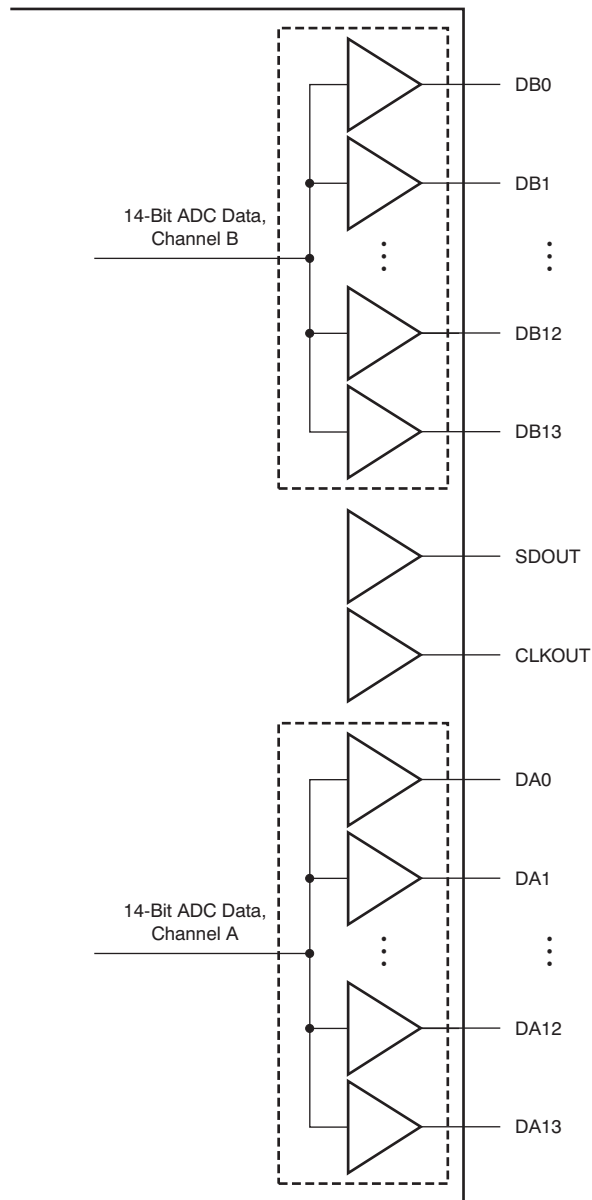 DB0
DB1
14-Bit ADC Data,
Channel B
DB12
DB13
SDOUT
CLKOUT
DA0
DA1
14-Bit ADC Data,
Channel A
DA12
DA13